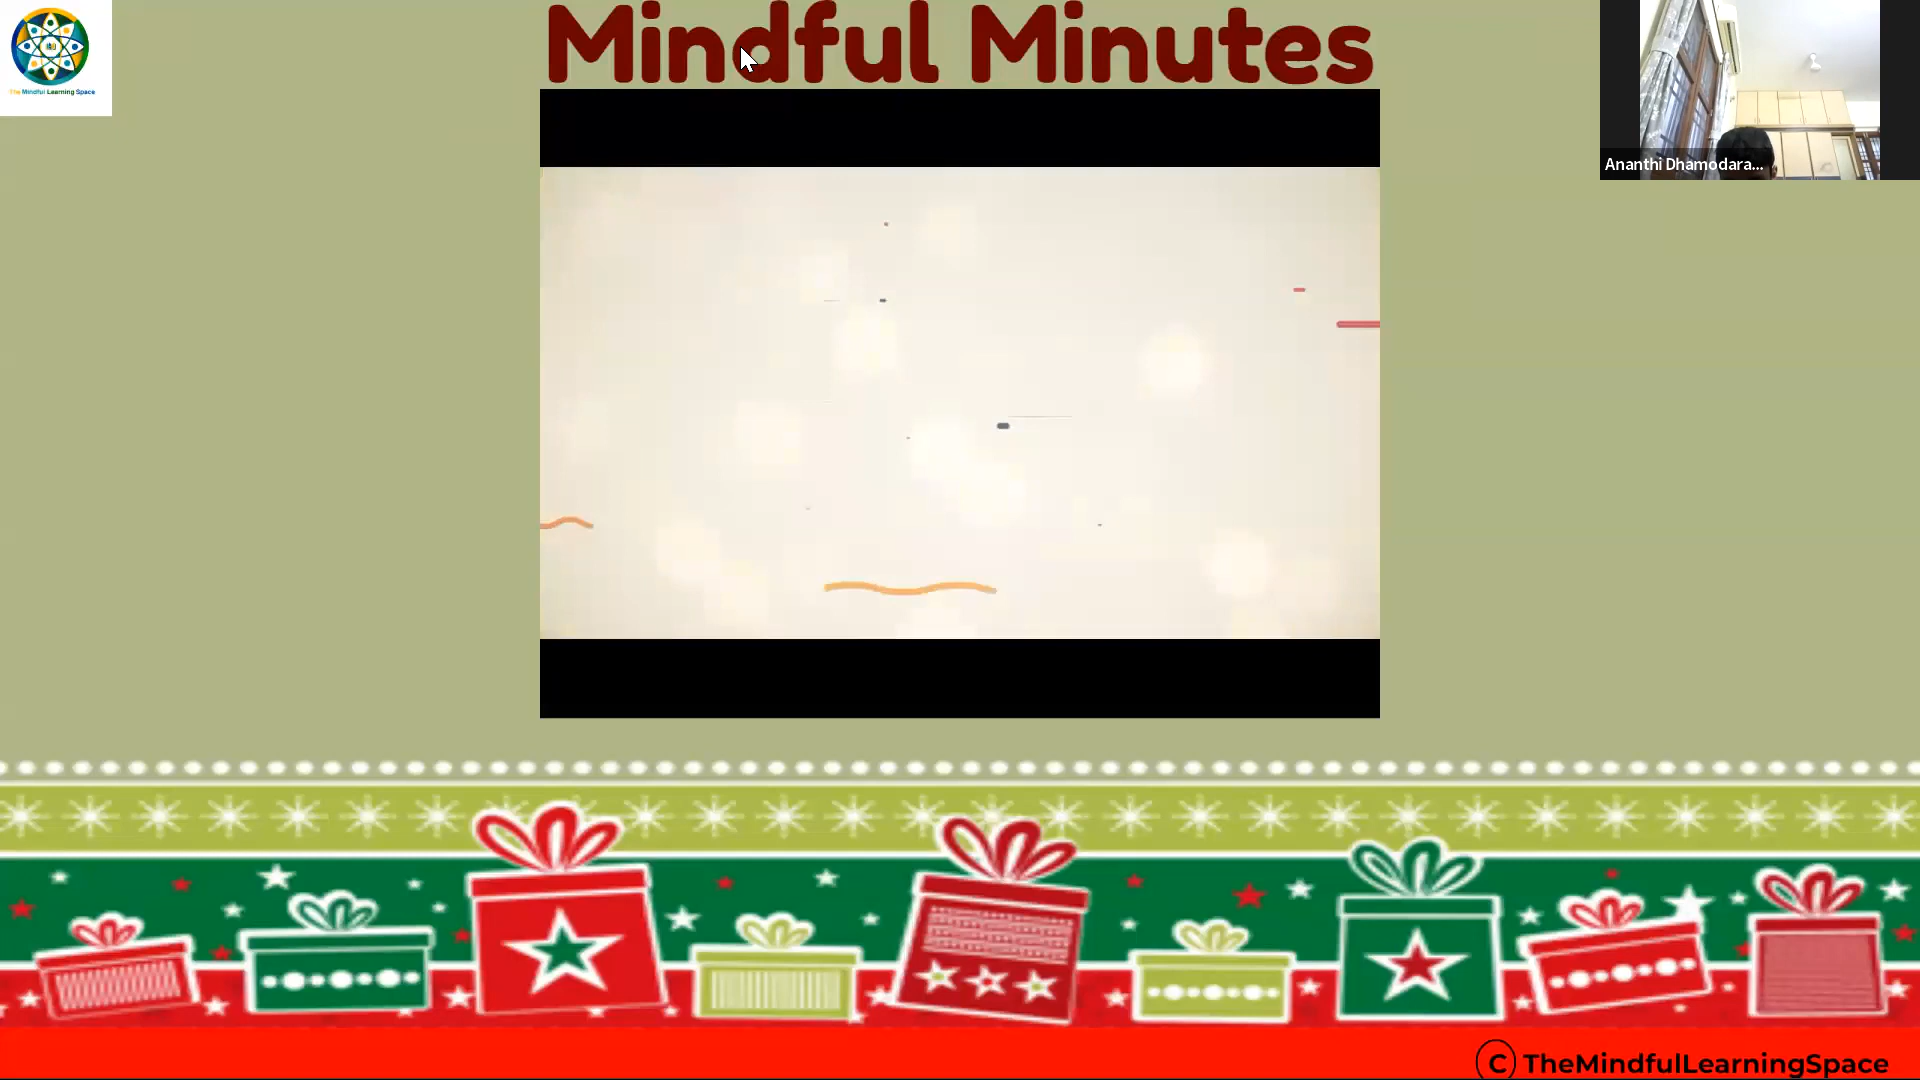 Mindful Minutes
The Mindful Learning Space
Ananthi Dhamodara...
C TheMindfulLearningSpace